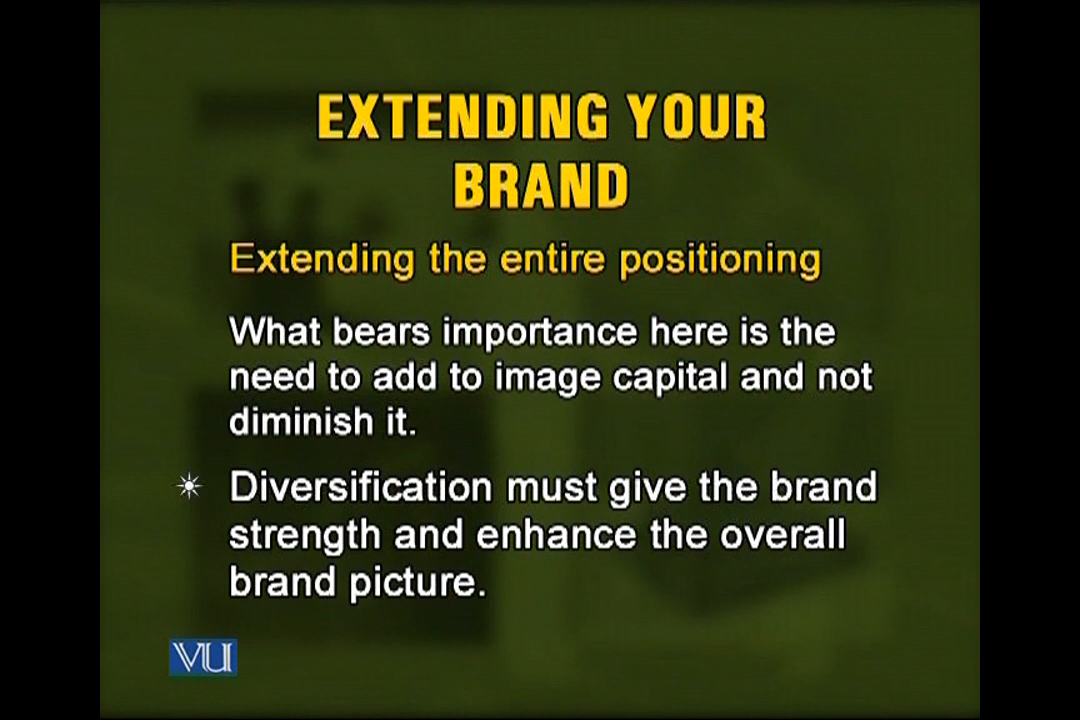 EXTENDING YOUR
BRAND
Extending the entire positioning
What bears importance here is the
need to add to image capital and not
diminish it.
Diversification must give the brand
strength and enhance the overall
brand picture.
VU